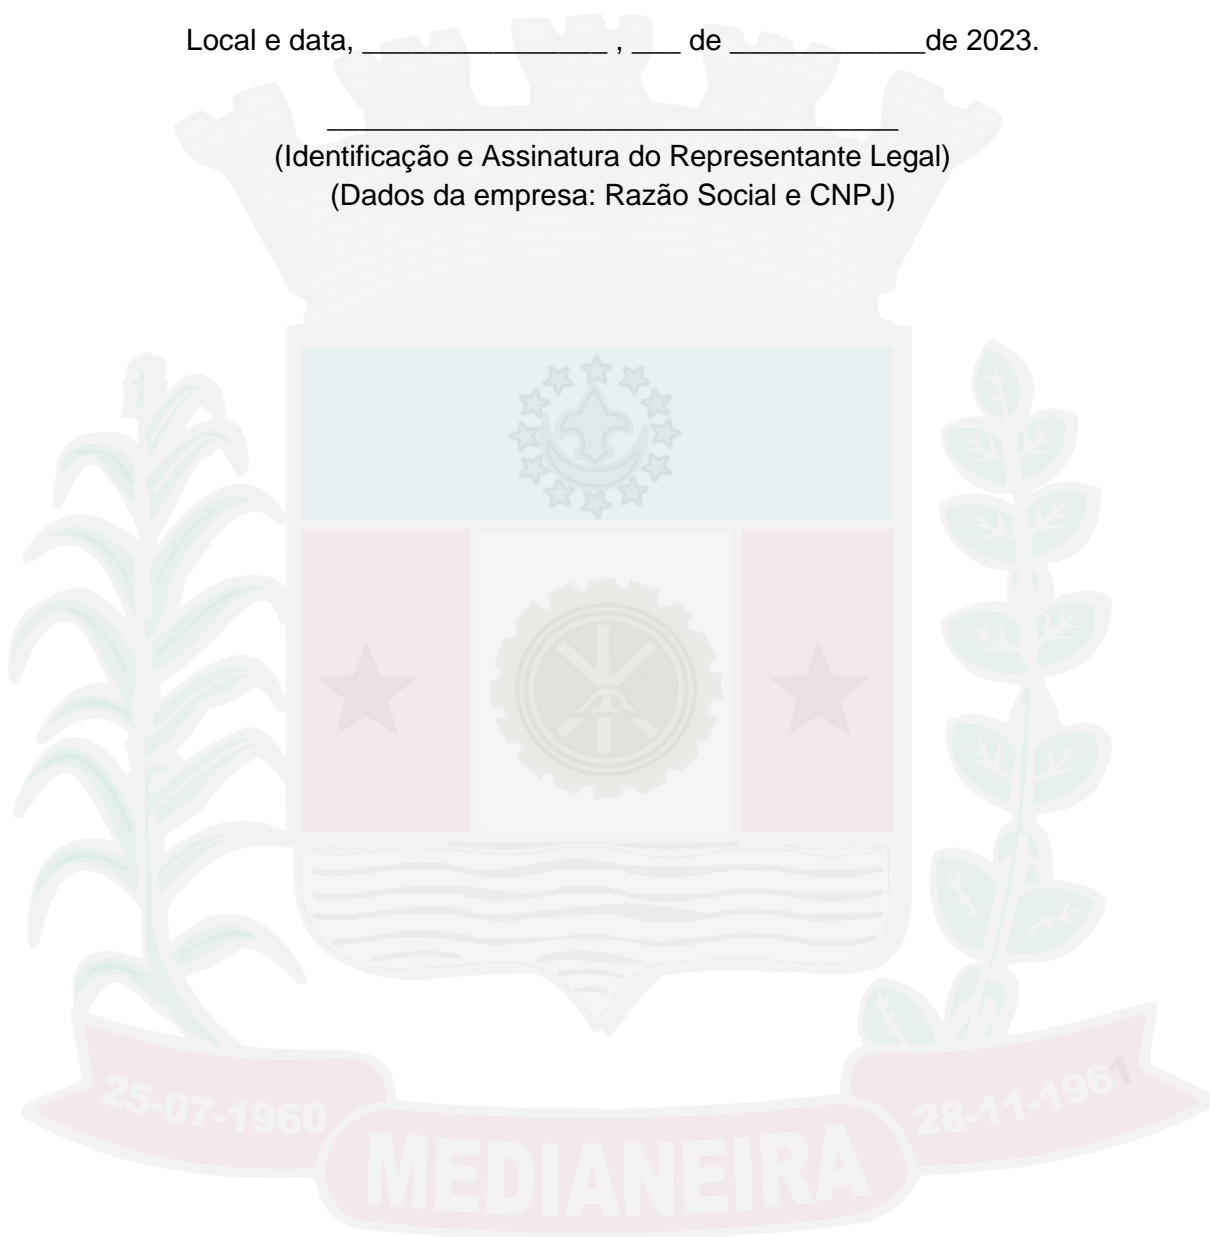 Local e data, _______________ , ___ de ____________de 2023.
___________________________________
(Identificação e Assinatura do Representante Legal)
(Dados da empresa: Razão Social e CNPJ)
25-07-1960
28-11-1961
MEDIANEIRA